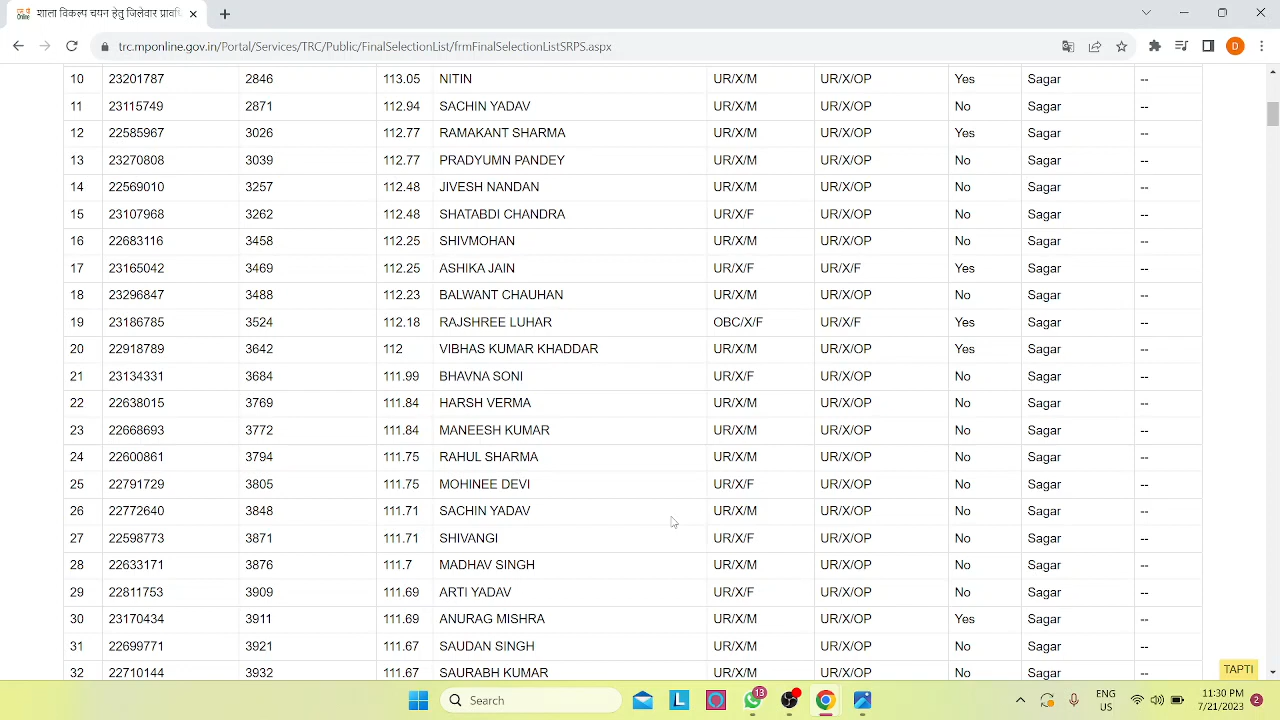 शाला विकल्प चयन हेतु जिलेवार प्रावधि
trc.mponline.gov.in/Portal/Services/TRC/Public/FinalSelectionList/frmFinalSelectionListSRPS.aspx
D
10 23201787 2846 113.05 NITIN UR/X/M UR/X/OP Yes Sagar --
11 23115749 2871 112.94 SACHIN YADAV UR/X/M UR/X/OP No Sagar --
12 22585967 3026 112.77 RAMAKANT SHARMA UR/X/M UR/X/OP Yes Sagar --
13 23270808 3039 112.77 PRADYUMN PANDEY UR/X/M UR/X/OP No Sagar --
14 22569010 3257 112.48 JIVESH NANDAN UR/X/M UR/X/OP No Sagar --
15 23107968 3262 112.48 SHATABDI CHANDRA UR/X/F UR/X/OP No Sagar --
16 22683116 3458 112.25 SHIVMOHAN UR/X/M UR/X/OP No Sagar --
17 23165042 3469 112.25 ASHIKA JAIN UR/X/F UR/X/F Yes Sagar --
18 23296847 3488 112.23 BALWANT CHAUHAN UR/X/M UR/X/OP No Sagar --
19 23186785 3524 112.18 RAJSHREE LUHAR OBC/X/F UR/X/F Yes Sagar --
20 22918789 3642 112 VIBHAS KUMAR KHADDAR UR/X/M UR/X/OP Yes Sagar --
21 23134331 3684 111.99 BHAVNA SONI UR/X/F UR/X/OP No Sagar --
22 22638015 3769 111.84 HARSH VERMA UR/X/M UR/X/OP No Sagar --
23 22668693 3772 111.84 MANEESH KUMAR UR/X/M UR/X/OP No Sagar --
24 22600861 3794 111.75 RAHUL SHARMA UR/X/M UR/X/OP No Sagar --
25 22791729 3805 111.75 MOHINEE DEVI UR/X/F UR/X/OP No Sagar --
26 22772640 3848 111.71 SACHIN YADAV UR/X/M UR/X/OP No Sagar --
27 22598773 3871 111.71 SHIVANGI UR/X/F UR/X/OP No Sagar --
28 22633171 3876 111.7 MADHAV SINGH UR/X/M UR/X/OP No Sagar --
29 22811753 3909 111.69 ARTI YADAV UR/X/F UR/X/OP No Sagar --
30 23170434 3911 111.69 ANURAG MISHRA UR/X/M UR/X/OP Yes Sagar --
31 22699771 3921 111.67 SAUDAN SINGH UR/X/M UR/X/OP No Sagar --
32 22710144 3932 111.67 SAURABH KUMAR UR/X/M UR/X/OP No Sagar --
TAPTI
Search
L
13
ENG
US
11:30 PM
7/21/2023
2